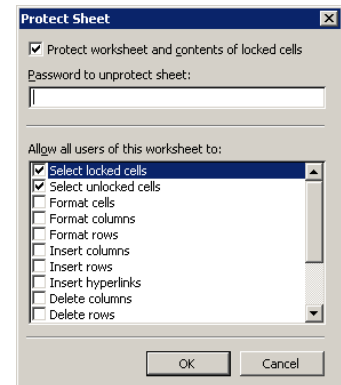 Protect Sheet
Protect worksheet and contents of locked cells
Password to unprotect sheet:
Allow all users of this worksheet to:
Select locked cells
Select unlocked cells
Format cells
Format columns
Format rows
Insert columns
Insert rows
Insert hyperlinks
Delete columns
Delete rows
OK Cancel